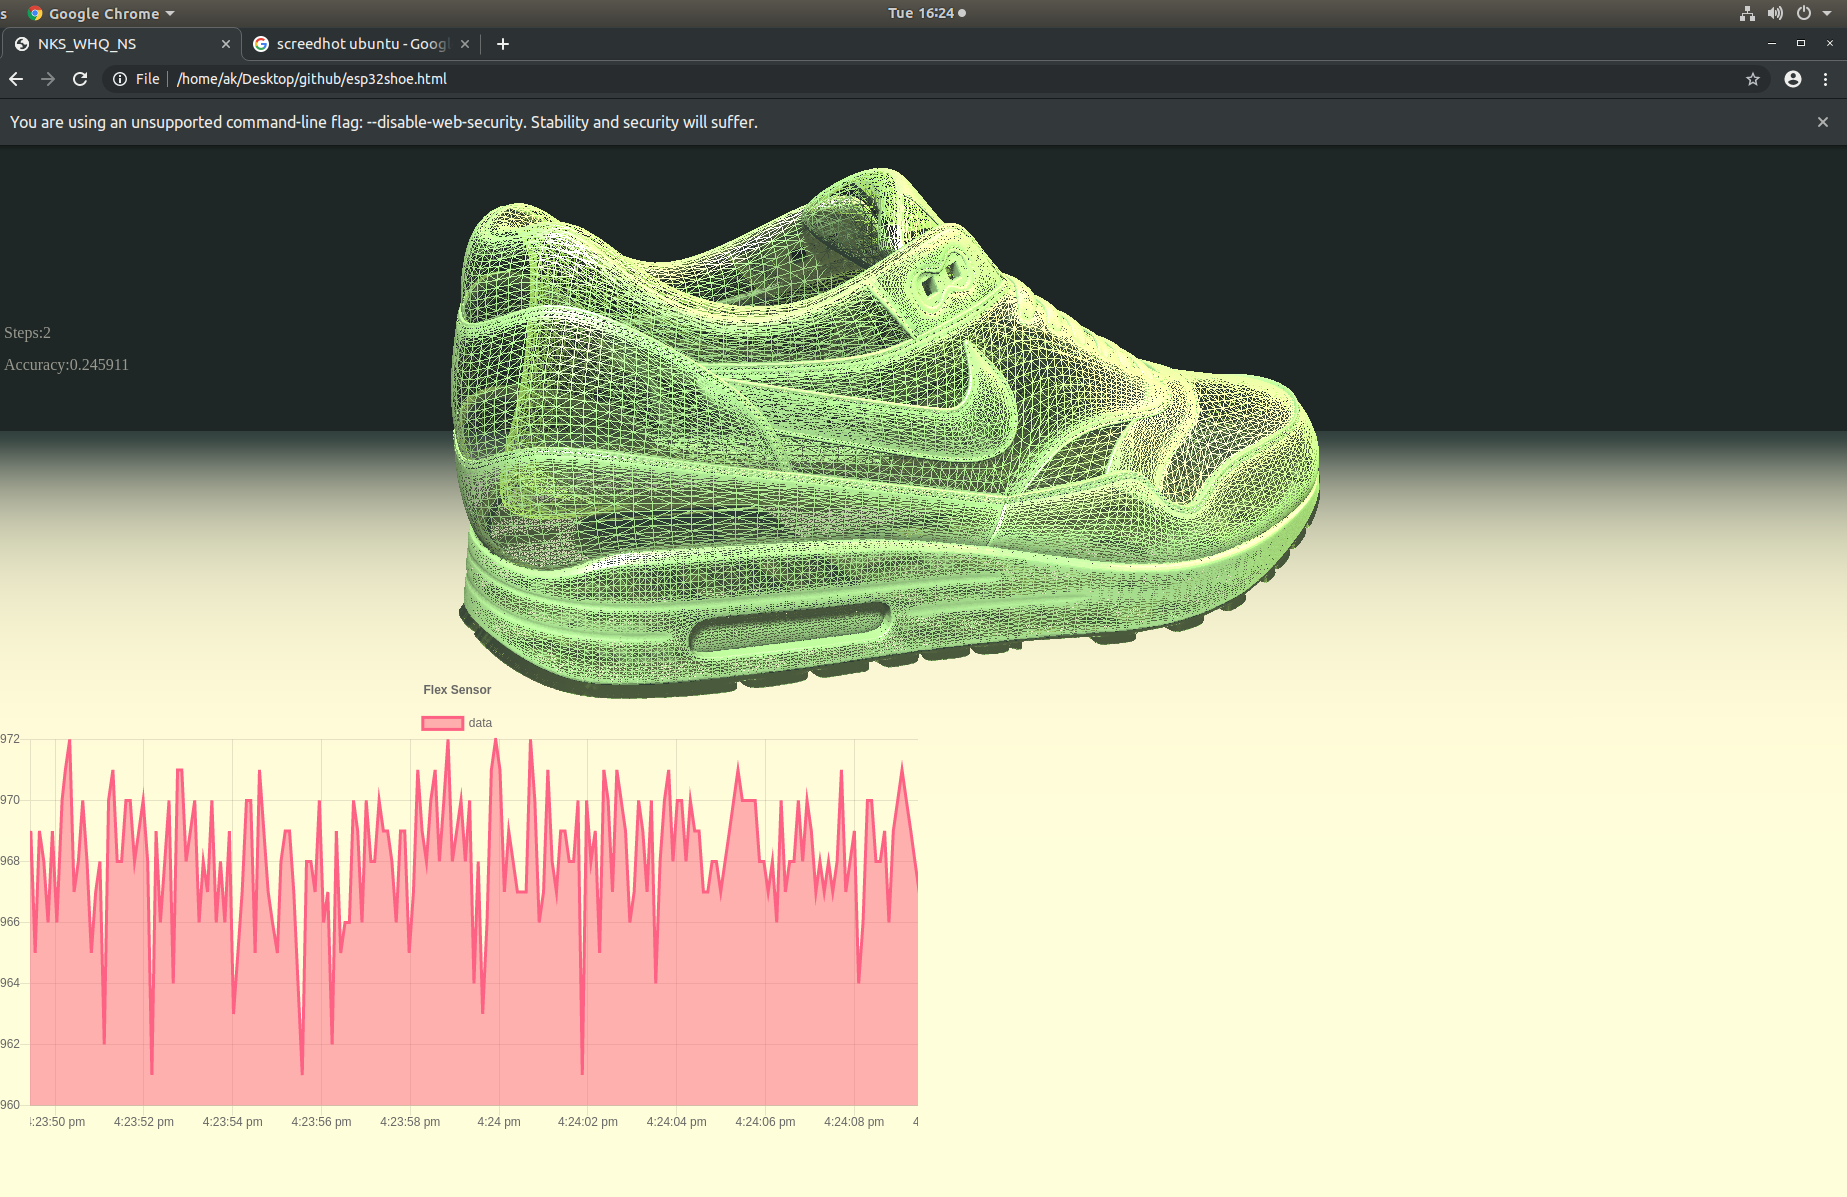 s Google Chrome Tue 16:24
NKS_WHQ_NS screedhot ubuntu - Goog
File /home/ak/Desktop/github/esp32shoe.html
You are using an unsupported command-line flag: --disable-web-security. Stability and security will suffer.
Steps:2
Accuracy:0.245911
Flex Sensor
data
972
970
968
966
964
962
960
4:23:50 pm 4:23:52 pm 4:23:54 pm 4:23:56 pm 4:23:58 pm 4:24 pm 4:24:02 pm 4:24:04 pm 4:24:06 pm 4:24:08 pm 4